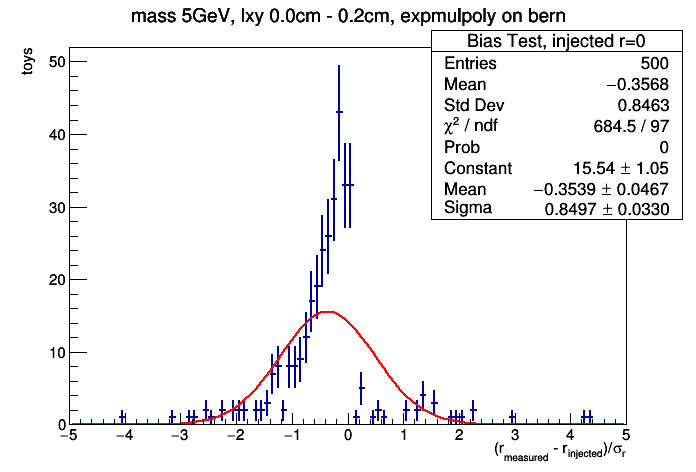 mass 5GeV, lxy 0.0cm - 0.2cm, expmulpoly on bern
toys
Bias Test, injected r=0
Entries 500
Mean −0.3568
Std Dev 0.8463
χ² / ndf 684.5 / 97
Prob 0
Constant 15.54 ± 1.05
Mean −0.3539 ± 0.0467
Sigma 0.8497 ± 0.0330
50
40
30
20
10
0
−5 −4 −3 −2 −1 0 1 2 3 4 5
(r_measured - r_injected)/σ_r